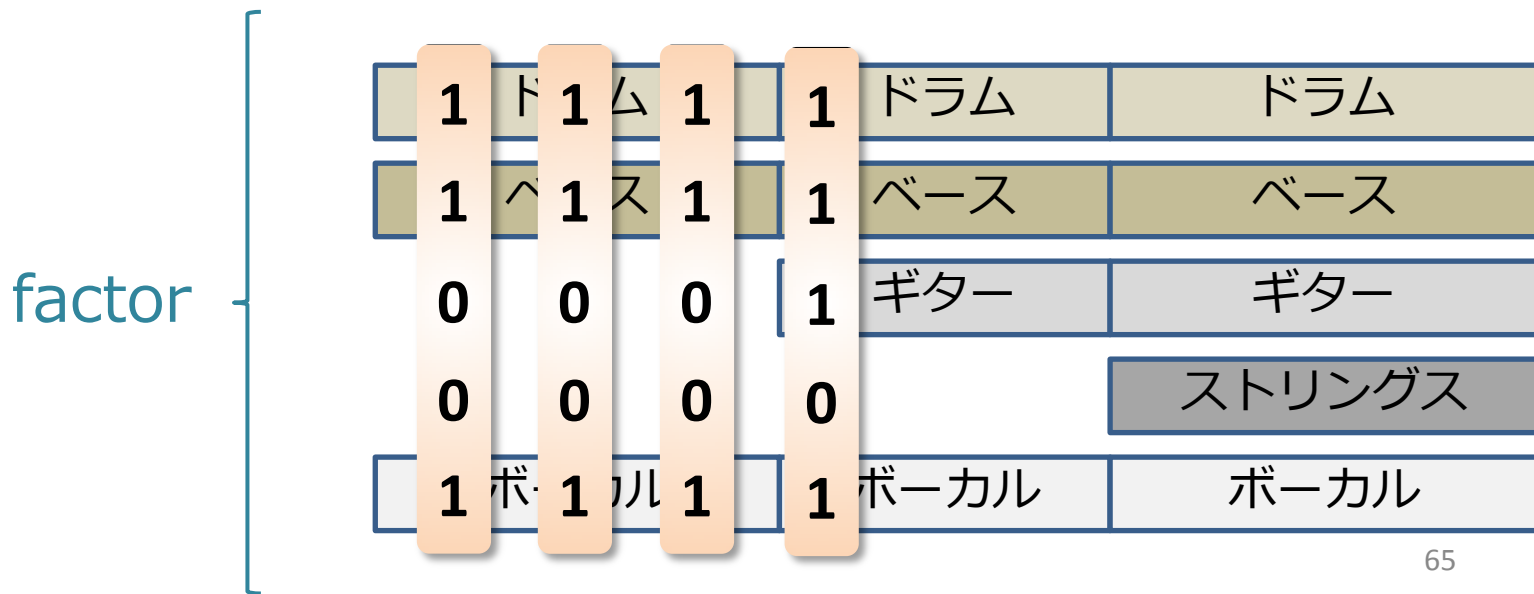 1 1 1 1 ドラム ドラム
1 1 1 1 ベース ベース
factor 0 0 0 1 ギター ギター
0 0 0 0 ストリングス
1 1 1 1 ボーカル ボーカル
65